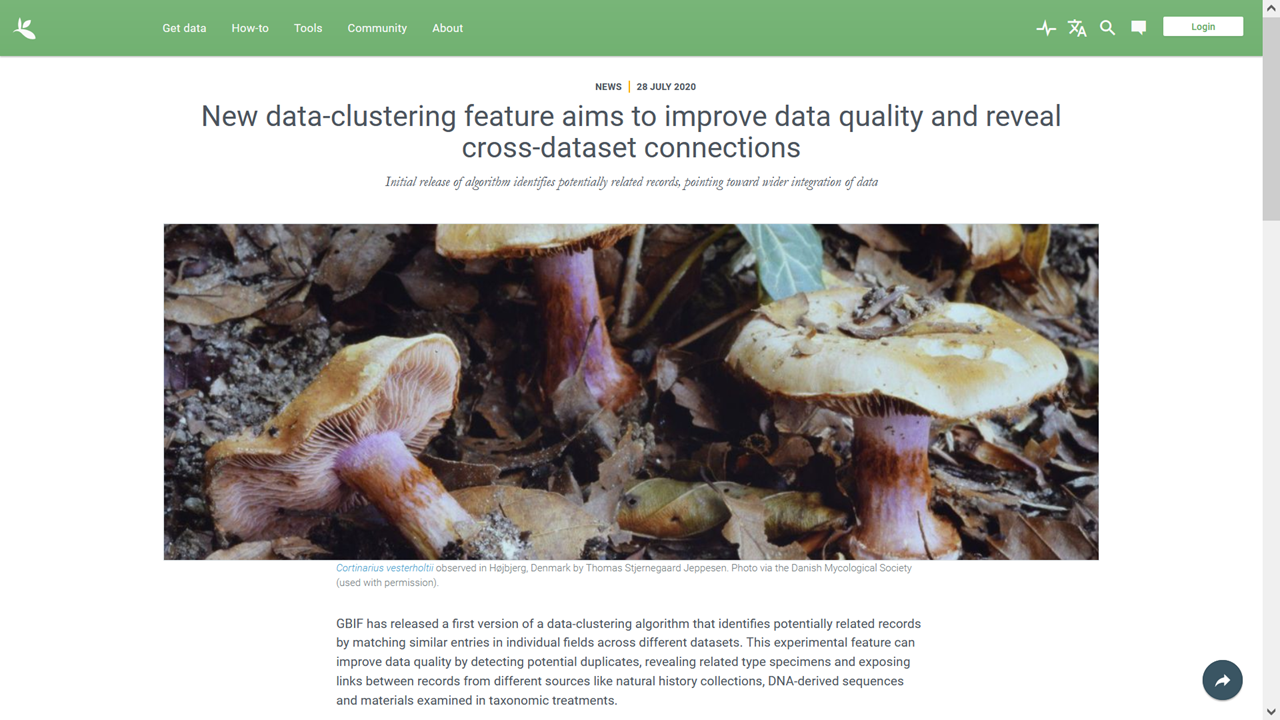 Get data How-to Tools Community About Login
NEWS 28 JULY 2020
New data-clustering feature aims to improve data quality and reveal
cross-dataset connections
Initial release of algorithm identifies potentially related records, pointing toward wider integration of data
Cortinarius vesterholtii observed in Højbjerg, Denmark by Thomas Stjernegaard Jeppesen. Photo via the Danish Mycological Society
(used with permission).
GBIF has released a first version of a data-clustering algorithm that identifies potentially related records
by matching similar entries in individual fields across different datasets. This experimental feature can
improve data quality by detecting potential duplicates, revealing related type specimens and exposing
links between records from different sources like natural history collections, DNA-derived sequences
and materials examined in taxonomic treatments.